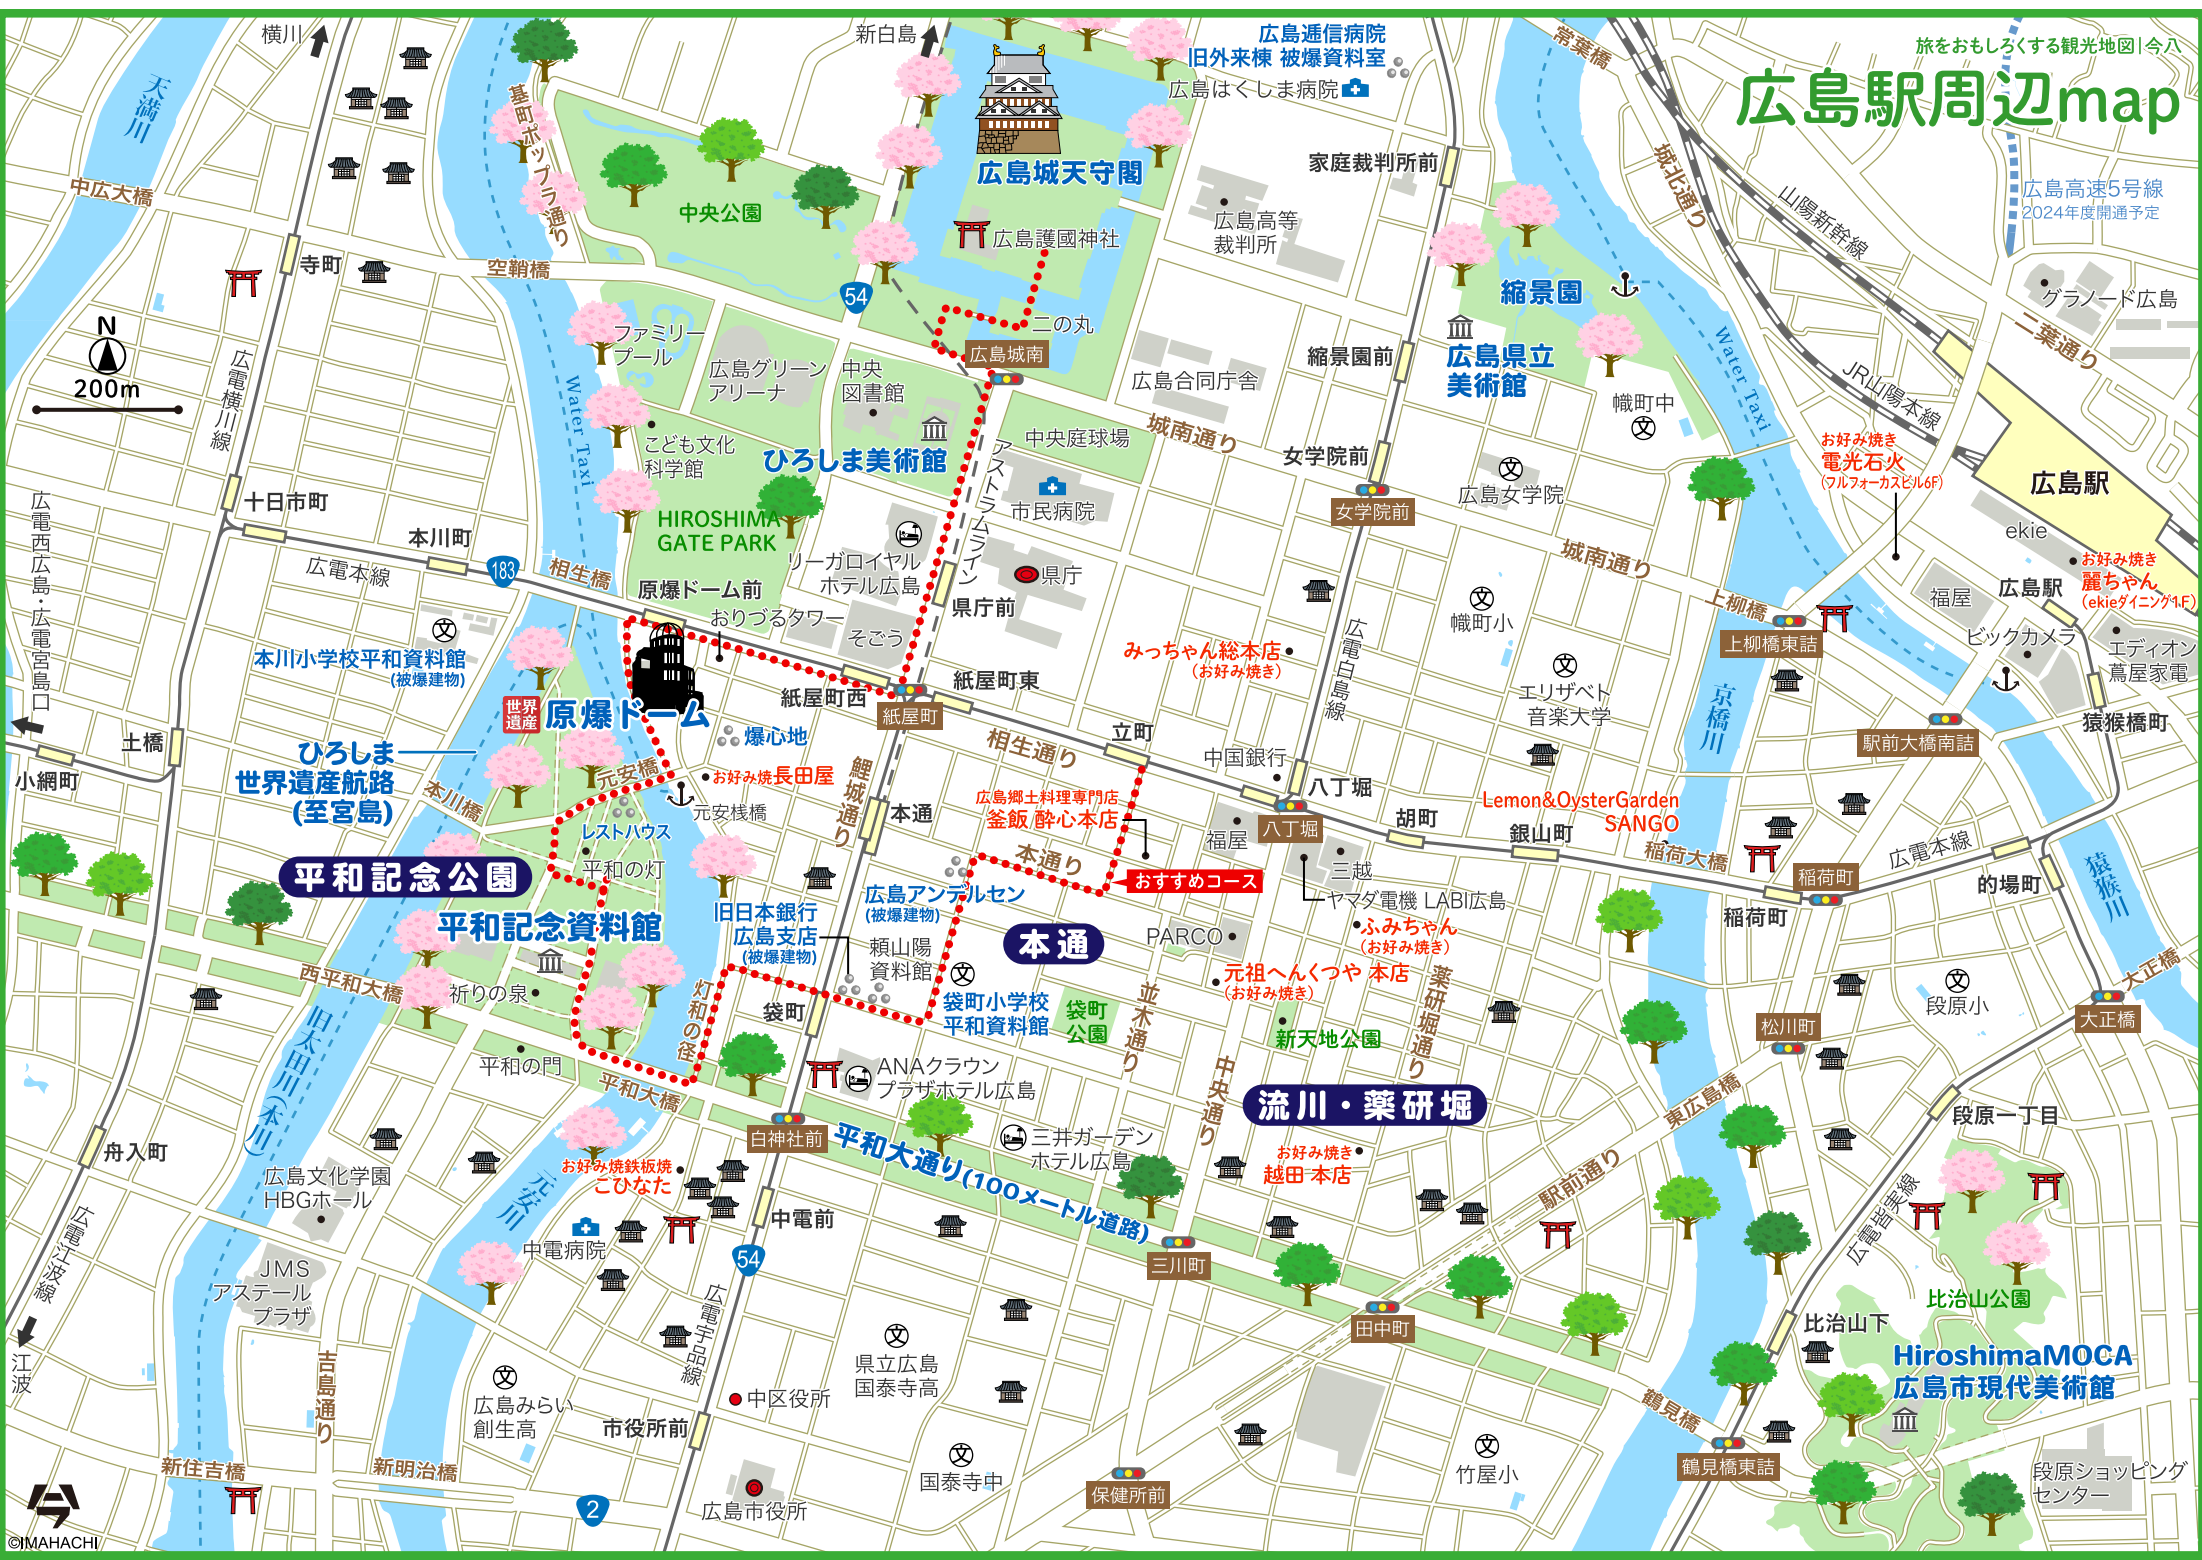 旅をおもしろくする観光地図|今八
広島駅周辺map
横川
新白島
広島逓信病院
旧外来棟 被爆資料室
広島はくしま病院
常葉橋
天満川
基町ポップラ通り
城北通り
山陽新幹線
広島高速5号線
2024年度開通予定
中広大橋
中央公園
広島城天守閣
家庭裁判所前
広島高等
裁判所
広島護國神社
寺町
空鞘橋
54
縮景園
グラノード広島
二葉通り
N
200m
広電横川線
ファミリー
プール
二の丸
広島城南
広島グリーン
アリーナ
中央
図書館
広島合同庁舎
縮景園前
広島県立
美術館
Water Taxi
Water Taxi
JR山陽本線
幟町中
こども文化
科学館
ひろしま美術館
中央庭球場
城南通り
女学院前
お好み焼き
電光石火
(フルフォーカスビル6F)
広島駅
十日市町
広電西広島・広電宮島口
HIROSHIMA
GATE PARK
アストラムライン
市民病院
女学院前
広島女学院
ekie
本川町
広電本線
183
相生橋
リーガロイヤル
ホテル広島
県庁
城南通り
お好み焼き
麗ちゃん
(ekieダイニング1F)
原爆ドーム前
おりづるタワー
そごう
県庁前
幟町小
上柳橋
上柳橋東詰
福屋
広島駅
ビックカメラ
エディオン
蔦屋家電
本川小学校平和資料館
(被爆建物)
みっちゃん総本店
(お好み焼き)
広電白島線
エリザベト
音楽大学
京橋川
世界
遺産
原爆ドーム
紙屋町西
紙屋町東
紙屋町
猿猴橋町
駅前大橋南詰
土橋
小網町
ひろしま
世界遺産航路
(至宮島)
爆心地
相生通り
立町
中国銀行
八丁堀
本川橋
元安橋
お好み焼 長田屋
元安桟橋
鯉城通り
本通
広島郷土料理専門店
釜飯 酔心本店
福屋
八丁堀
胡町
Lemon&OysterGarden
SANGO
銀山町
稲荷大橋
レストハウス
平和の灯
本通り
おすすめコース
三越
ヤマダ電機 LABI広島
稲荷町
稲荷町
広電本線
的場町
猿猴川
平和記念公園
平和記念資料館
旧日本銀行
広島支店
(被爆建物)
広島アンデルセン
(被爆建物)
頼山陽
資料館
本通
PARCO
ふみちゃん
(お好み焼き)
西平和大橋
祈りの泉
灯和の径
袋町
袋町小学校
平和資料館
袋町
公園
元祖へんくつや 本店
(お好み焼き)
並木通り
薬研堀通り
新天地公園
段原小
大正橋
大正橋
松川町
旧太田川(本川)
平和の門
平和大橋
ANAクラウン
プラザホテル広島
中央通り
流川・薬研堀
東広島橋
段原一丁目
舟入町
白神社前
平和大通り(100メートル道路)
三井ガーデン
ホテル広島
お好み焼き
越田 本店
駅前通り
広島文化学園
HBGホール
元安川
お好み焼鉄板焼
こひなた
中電病院
中電前
54
三川町
広電皆実線
広電江波線
江波
JMS
アステール
プラザ
広電宇品線
田中町
比治山公園
比治山下
HiroshimaMOCA
広島市現代美術館
吉島通り
広島みらい
創生高
県立広島
国泰寺高
中区役所
市役所前
鶴見橋
鶴見橋東詰
新住吉橋
新明治橋
2
広島市役所
国泰寺中
保健所前
竹屋小
段原ショッピング
センター
©IMAHACHI